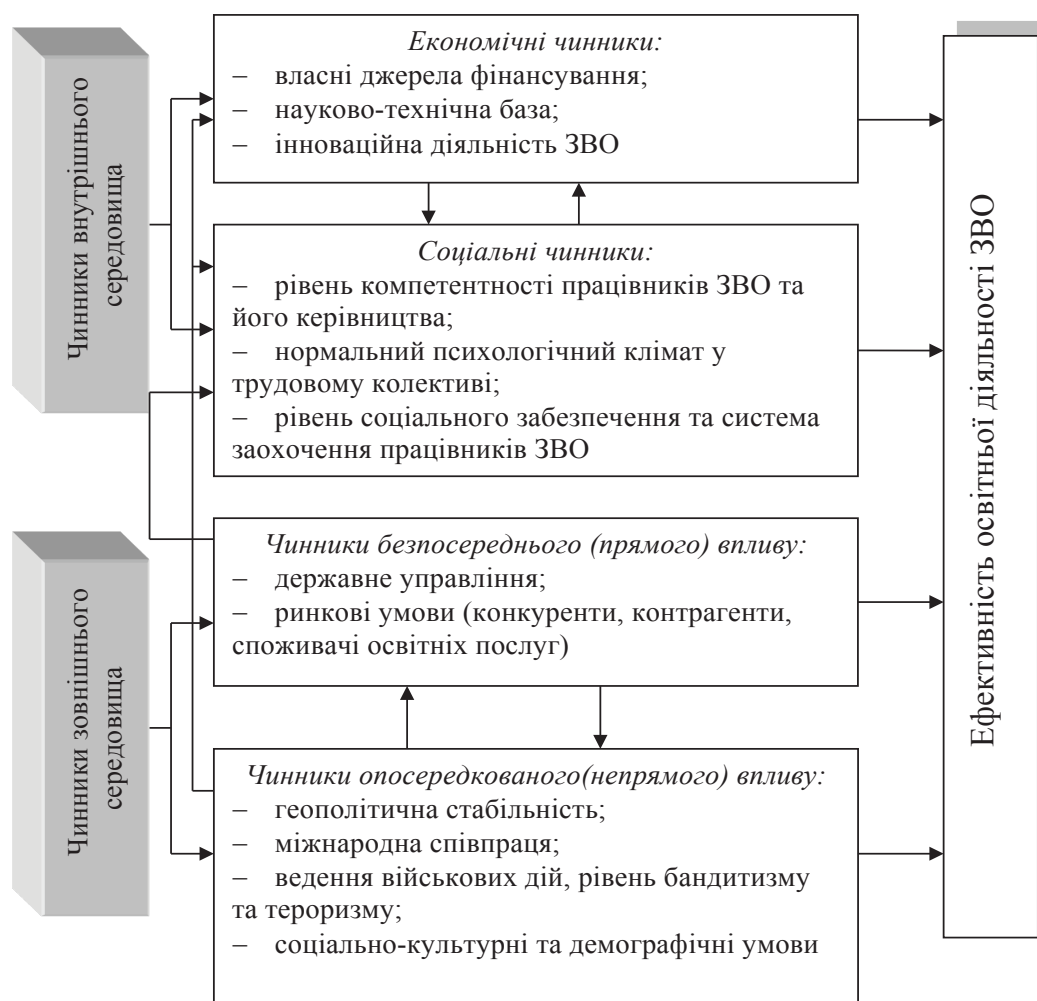 Чинники внутрішнього
середовища
Економічні чинники:
– власні джерела фінансування;
– науково-технічна база;
– інноваційна діяльність ЗВО
Соціальні чинники:
– рівень компетентності працівників ЗВО та
його керівництва;
– нормальний психологічний клімат у
трудовому колективі;
– рівень соціального забезпечення та система
заохочення працівників ЗВО
Чинники зовнішнього
середовища
Чинники безпосереднього (прямого) впливу:
– державне управління;
– ринкові умови (конкуренти, контрагенти,
споживачі освітніх послуг)
Чинники опосередкованого(непрямого) впливу:
– геополітична стабільність;
– міжнародна співпраця;
– ведення військових дій, рівень бандитизму
та тероризму;
– соціально-культурні та демографічні умови
Ефективність освітньої діяльності ЗВО